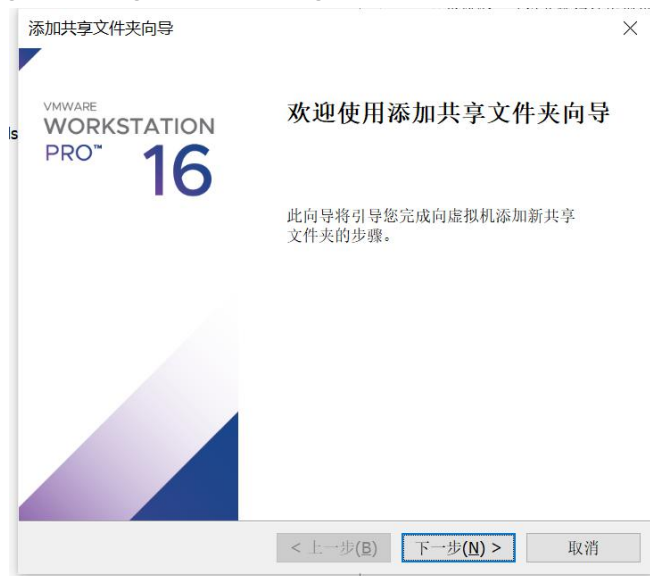 添加共享文件夹向导
VMWARE
WORKSTATION
PRO™
16
欢迎使用添加共享文件夹向导
此向导将引导您完成向虚拟机添加新共享
文件夹的步骤。
< 上一步(B)
下一步(N) >
取消